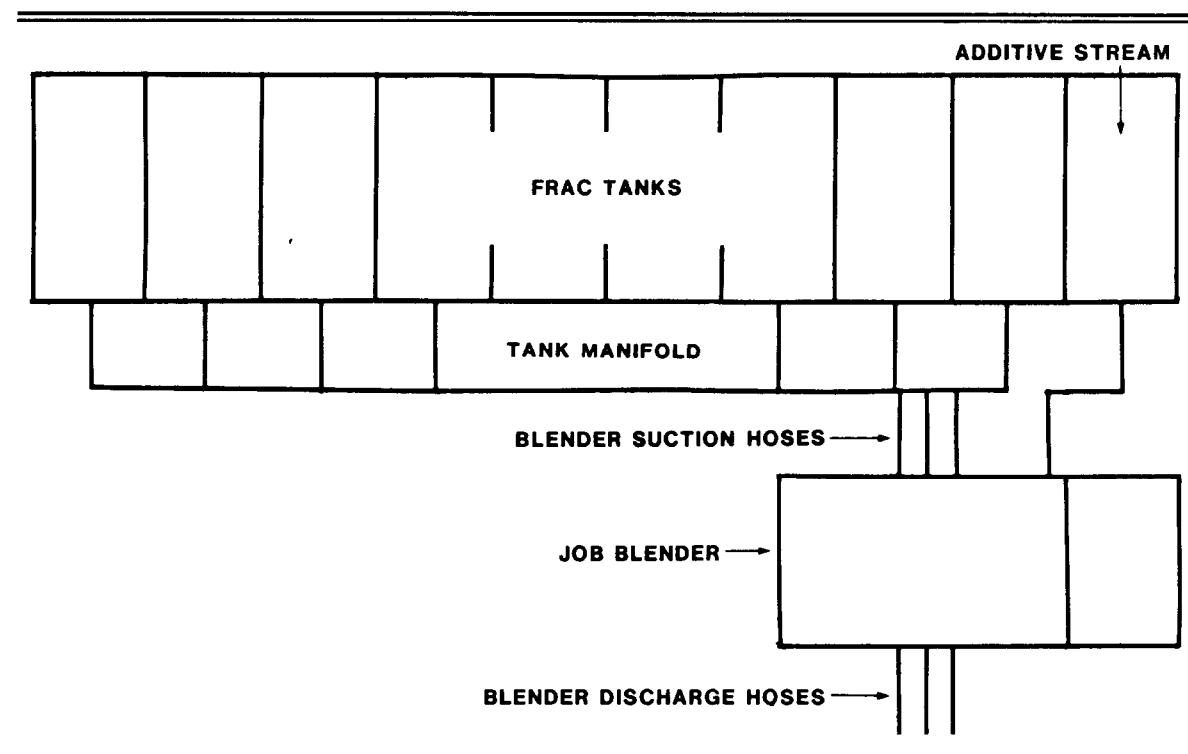 ADDITIVE STREAM
FRAC TANKS
TANK MANIFOLD
BLENDER SUCTION HOSES
JOB BLENDER
BLENDER DISCHARGE HOSES